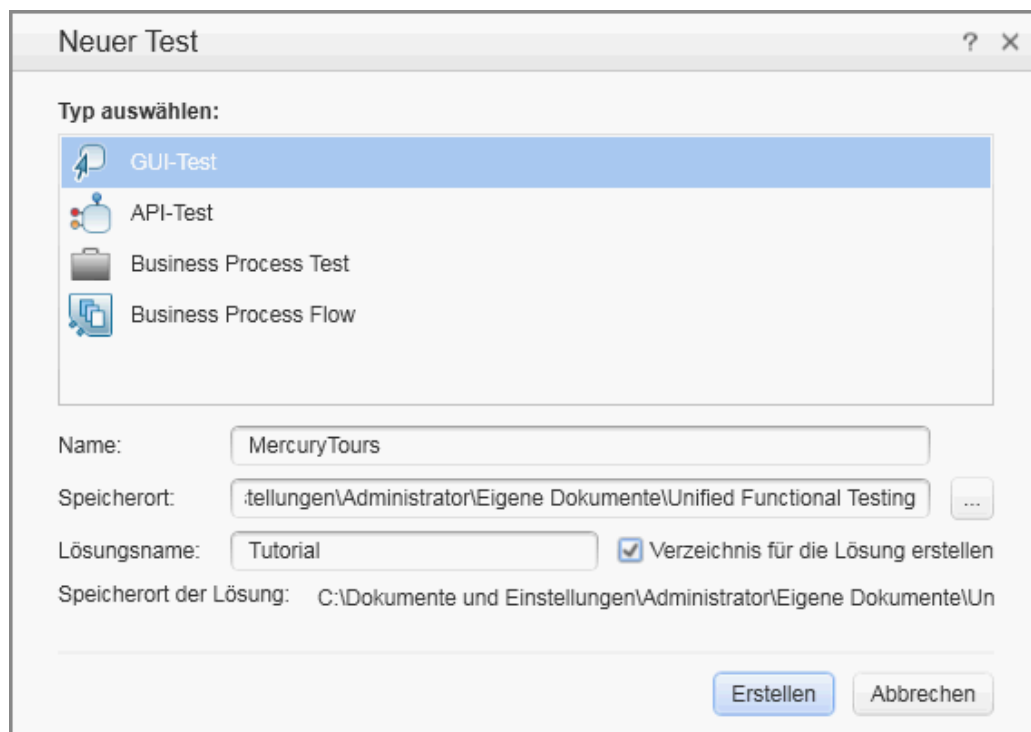 Neuer Test ?
Typ auswählen:
GUI-Test
API-Test
Business Process Test
Business Process Flow
Name: MercuryTours
Speicherort: :tellungen\Administrator\Eigene Dokumente\Unified Functional Testing ...
Lösungsname: Tutorial Verzeichnis für die Lösung erstellen
Speicherort der Lösung: C:\Dokumente und Einstellungen\Administrator\Eigene Dokumente\Un
Erstellen Abbrechen